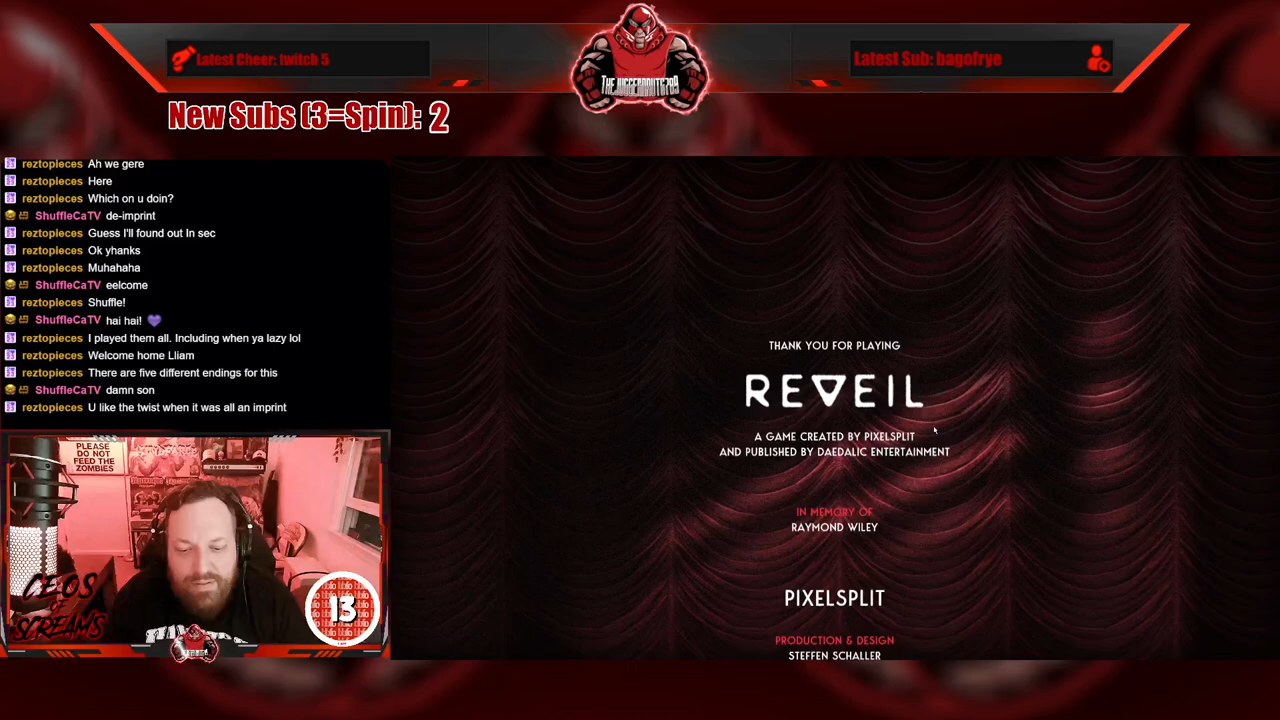 Latest Cheer: twitch 5
THEJUGGERNAUT6789
Latest Sub: bagofrye
New Subs (3=Spin): 2
reztopieces Ah we gere
reztopieces Here
reztopieces Which on u doin?
ShuffleCaTV de-imprint
reztopieces Guess I'll found out In sec
reztopieces Ok yhanks
reztopieces Muhahaha
ShuffleCaTV eelcome
reztopieces Shuffle!
ShuffleCaTV hai hai!
reztopieces I played them all. Including when ya lazy lol
reztopieces Welcome home Lliam
reztopieces There are five different endings for this
ShuffleCaTV damn son
reztopieces U like the twist when it was all an imprint
PLEASE
DO NOT
FEED THE
ZOMBIES
CEOS
OF
SCREAMS
13
THANK YOU FOR PLAYING
REVEIL
A GAME CREATED BY PIXELSPLIT
AND PUBLISHED BY DAEDALIC ENTERTAINMENT
IN MEMORY OF
RAYMOND WILEY
PIXELSPLIT
PRODUCTION & DESIGN
STEFFEN SCHALLER